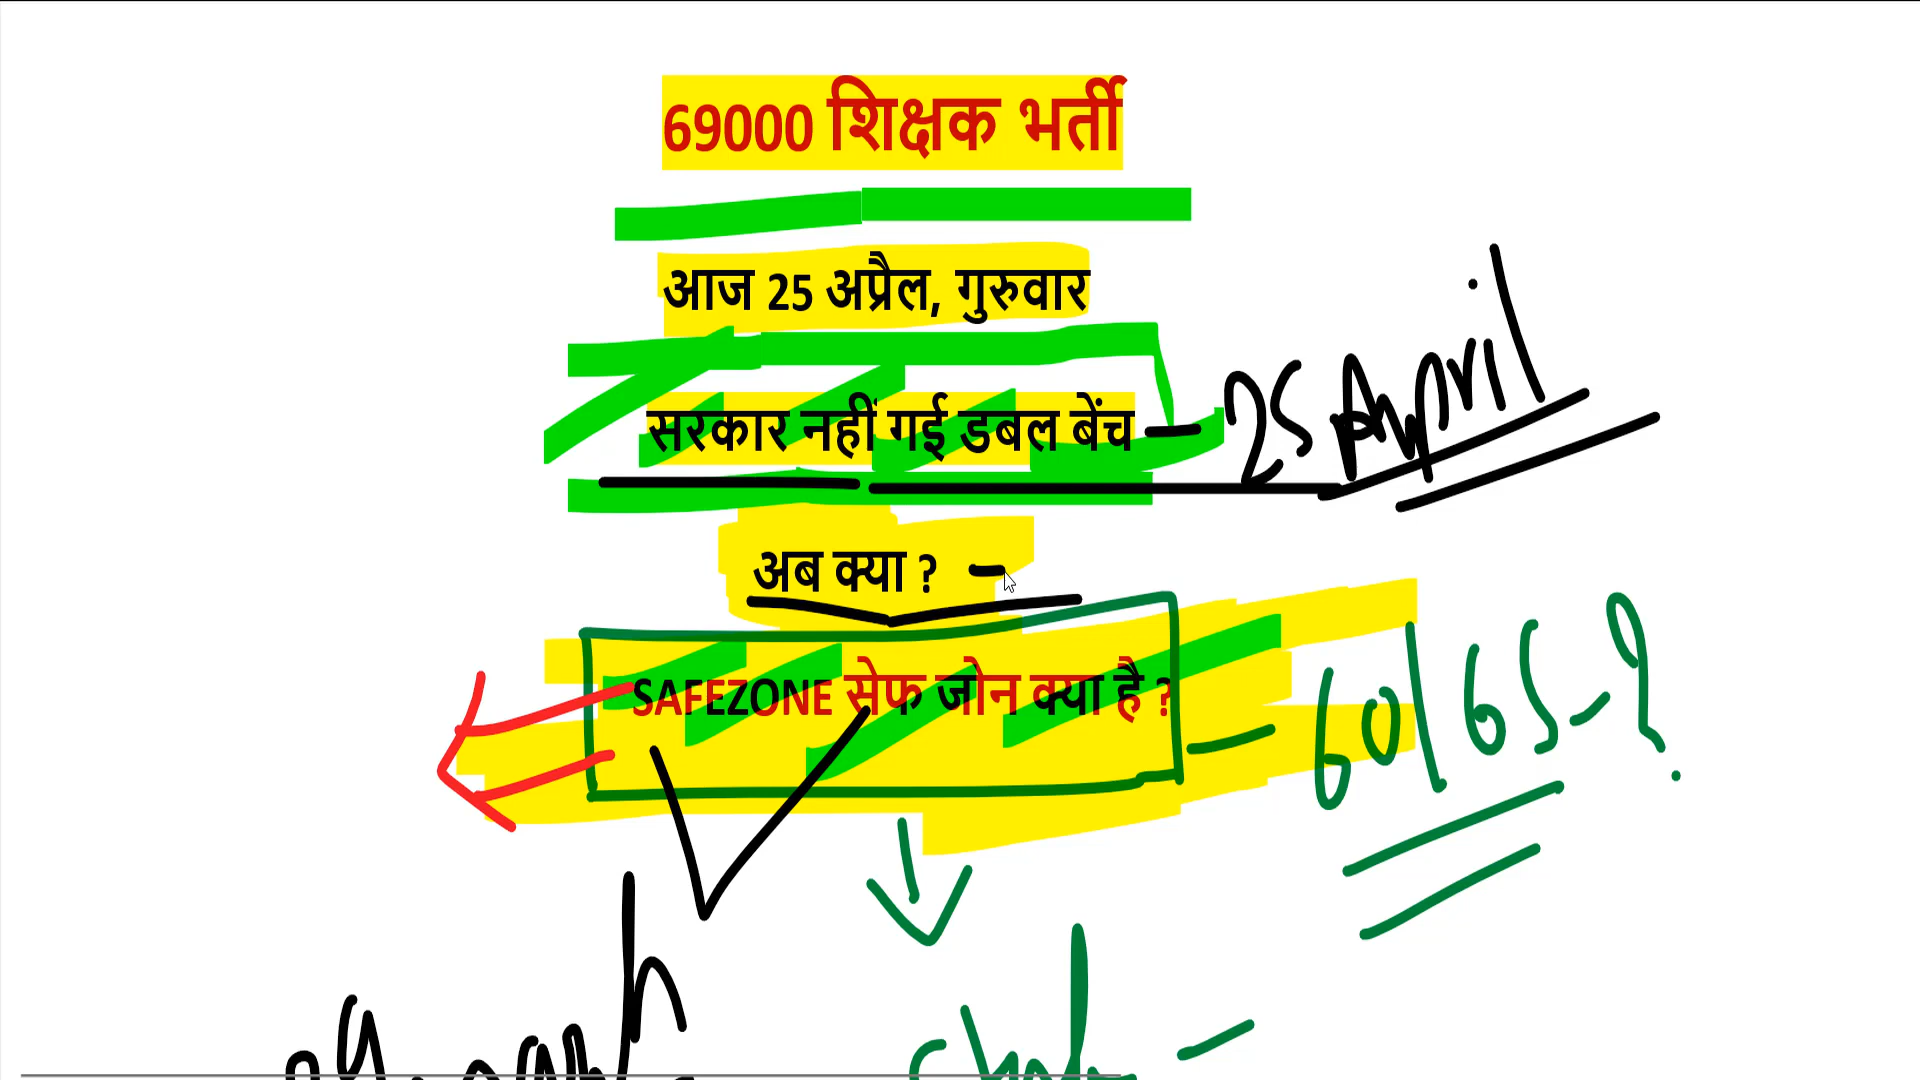 69000 शिक्षक भर्ती
आज 25 अप्रैल, गुरुवार
सरकार नहीं गई डबल बेंच - 25 April
अब क्या ? -
SAFEZONE सेफ जोन क्या है ? - 60/65-?